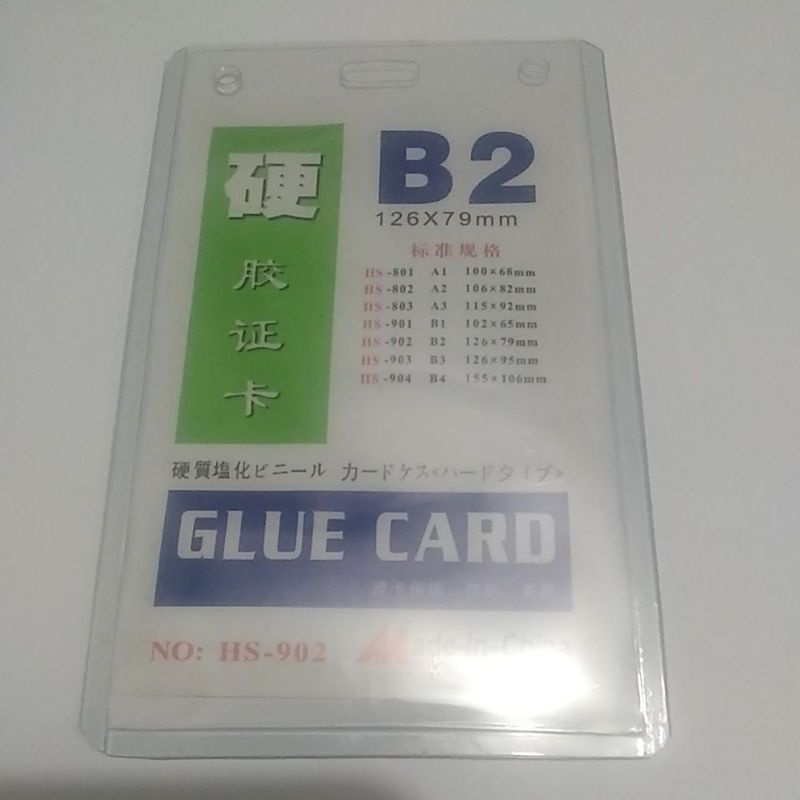 硬
胶
证
卡
B2
126X79mm
标准规格
HS-801 A1 100×68mm
HS-802 A2 106×82mm
HS-803 A3 115×92mm
HS-901 B1 102×65mm
HS-902 B2 126×79mm
HS-903 B3 126×95mm
HS-904 B4 155×106mm
硬質塩化ビニール カードケス<ハードタイプ>
GLUE CARD
NO: HS-902
Made-in-China